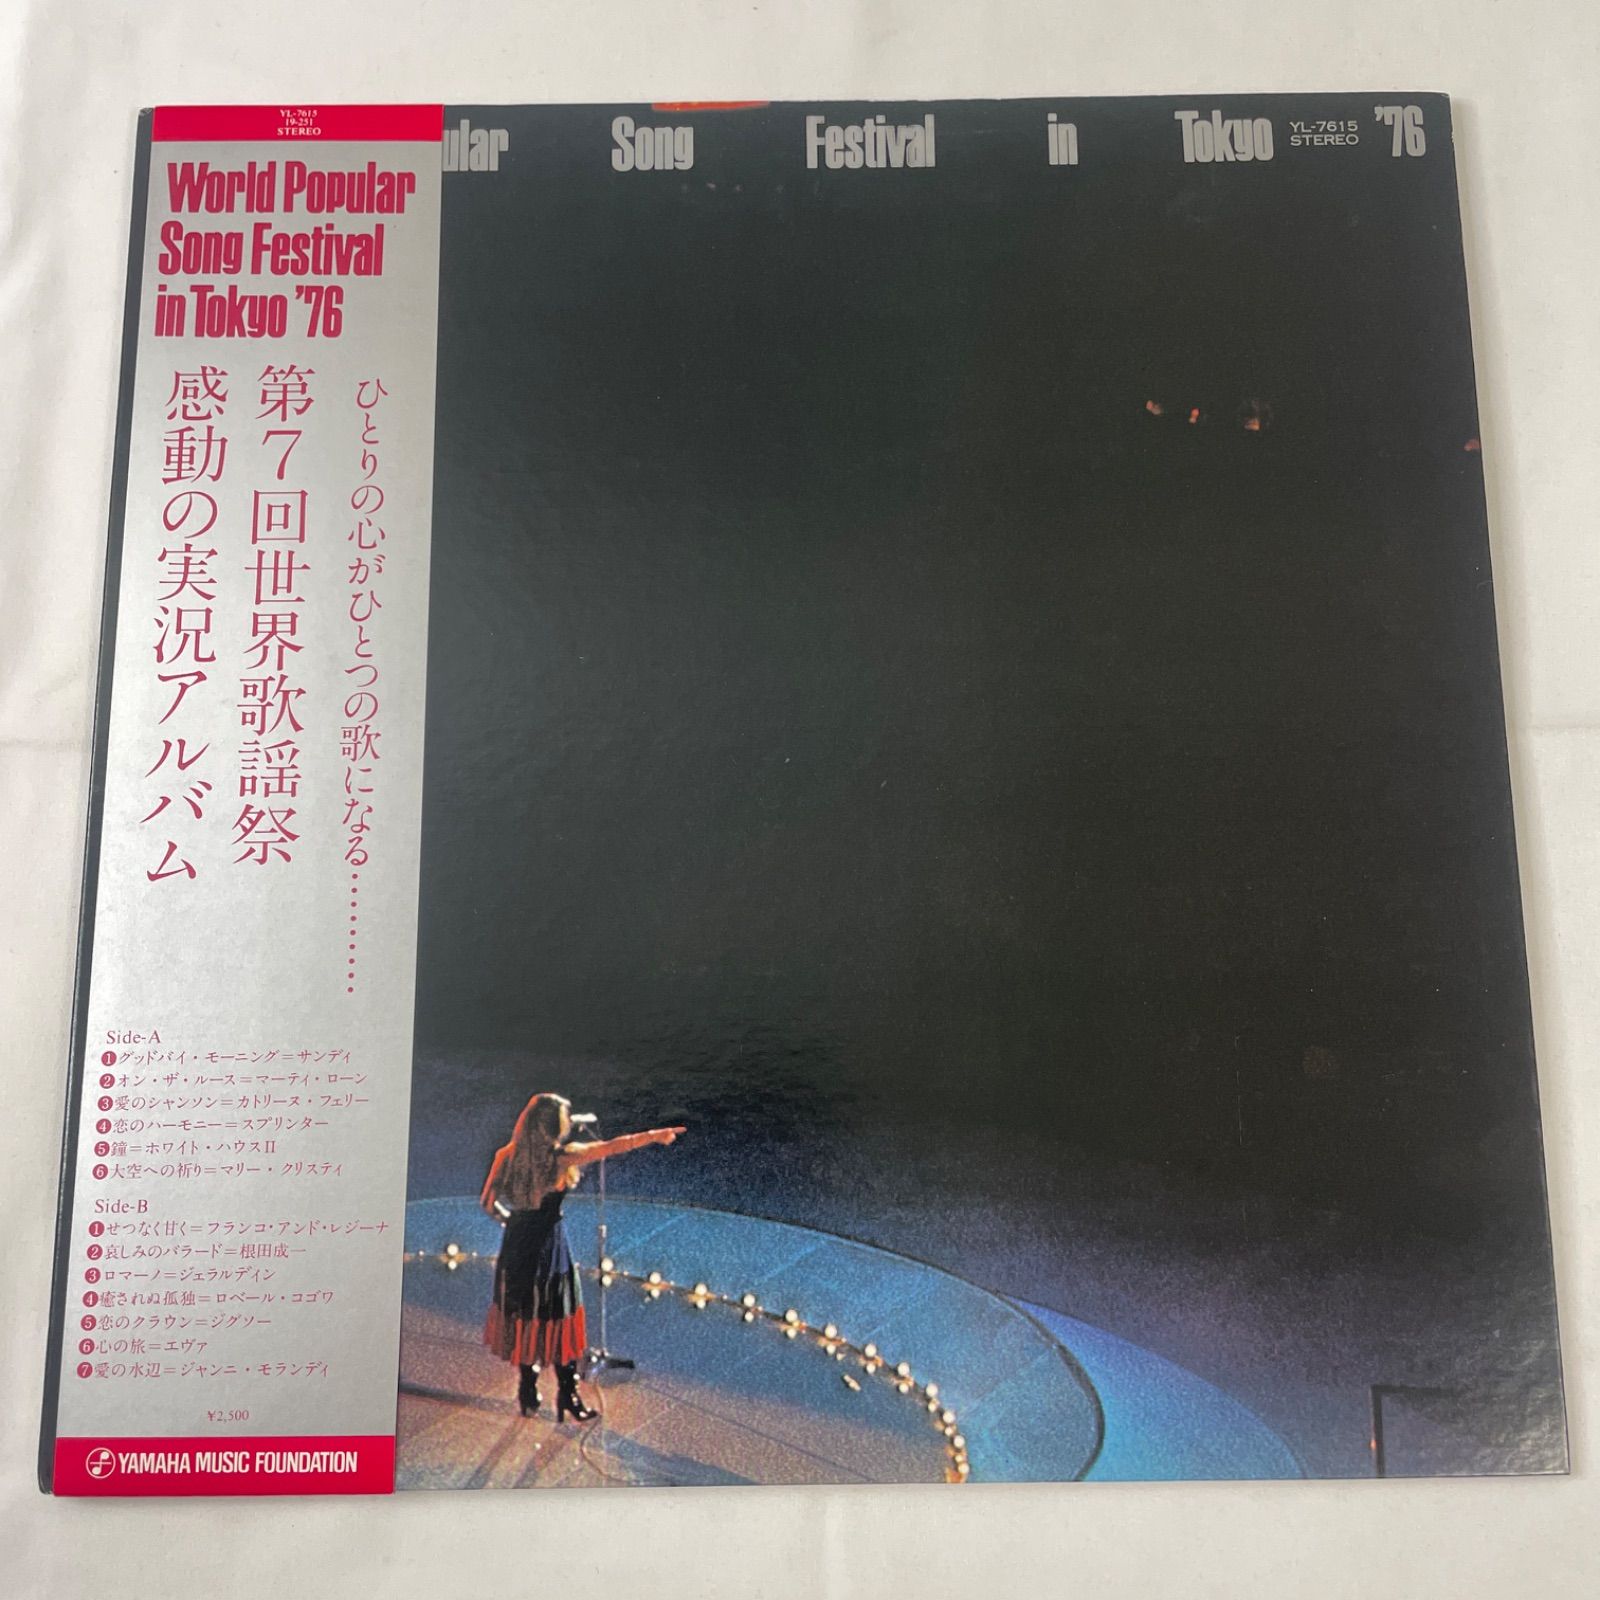 YL-7615
19-251
STEREO
World Popular
Song Festival
in Tokyo '76
ひとりの心がひとつの歌になる………
第7回世界歌謡祭
感動の実況アルバム
Side-A
❶グッドバイ・モーニング=サンディ
❷オン・ザ・ルース=マーティ・ローン
❸愛のシャンソン=カトリーヌ・フェリー
❹恋のハーモニー=スプリンター
❺鐘=ホワイト・ハウスII
❻大空への祈り=マリー・クリスティ
Side-B
❶せつなく甘く=フランコ・アンド・レジーナ
❷哀しみのバラード=根田成一
❸ロマーノ=ジェラルディン
❹癒されぬ孤独=ロベール・コゴワ
❺恋のクラウン=ジグソー
❻心の旅=エヴァ
❼愛の水辺=ジャンニ・モランディ
¥2,500
YAMAHA MUSIC FOUNDATION
ular Song Festival in Tokyo '76
YL-7615
STEREO